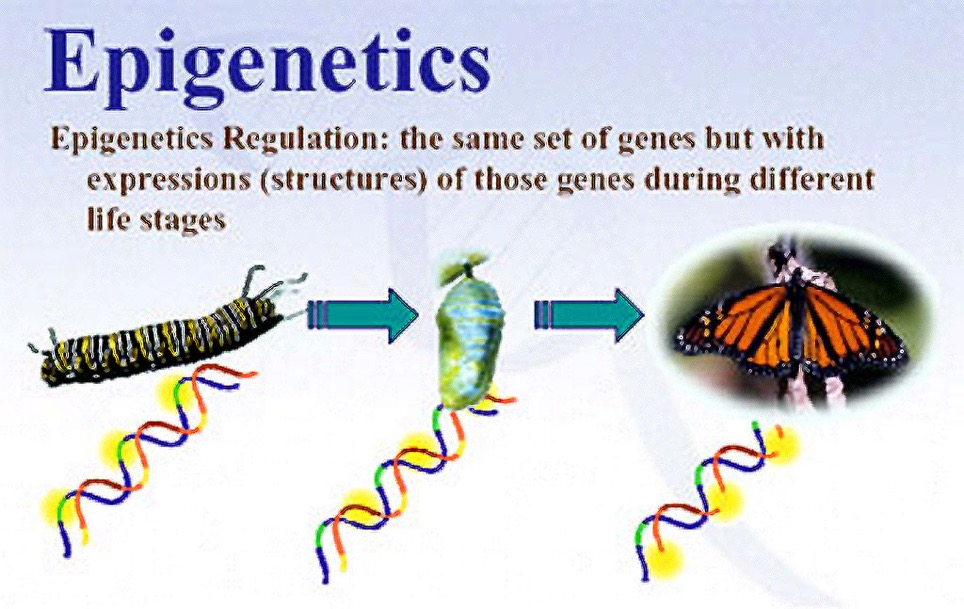 Epigenetics
Epigenetics Regulation: the same set of genes but with
expressions (structures) of those genes during different
life stages